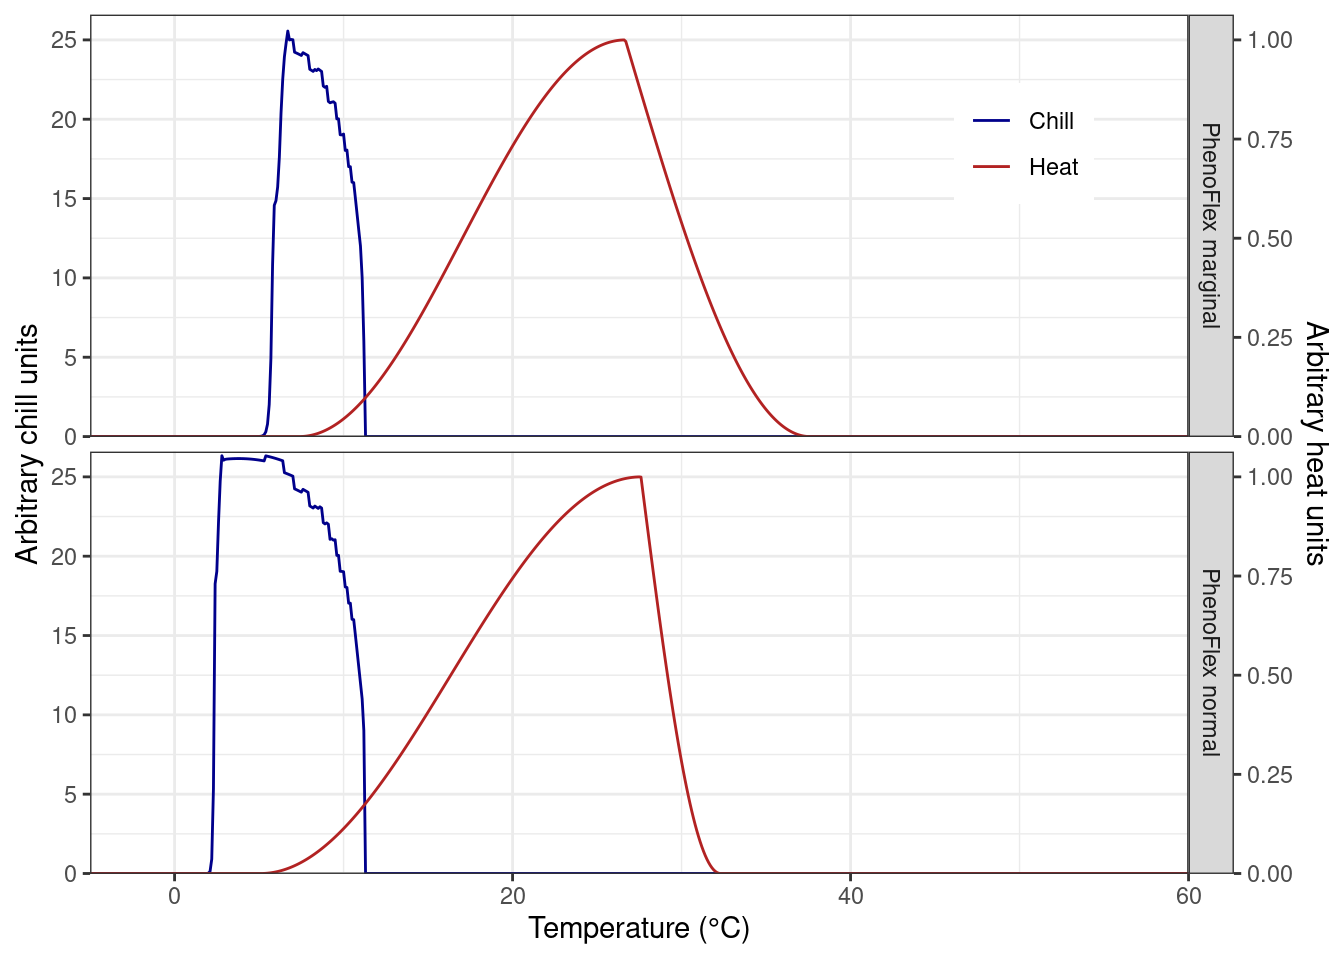 25
20
15
10
5
0
1.00
0.75
0.50
0.25
0.00
Chill
Heat
PhenoFlex marginal
Arbitrary chill units
Arbitrary heat units
25
20
15
10
5
0
1.00
0.75
0.50
0.25
0.00
PhenoFlex normal
0 20 40 60
Temperature (°C)